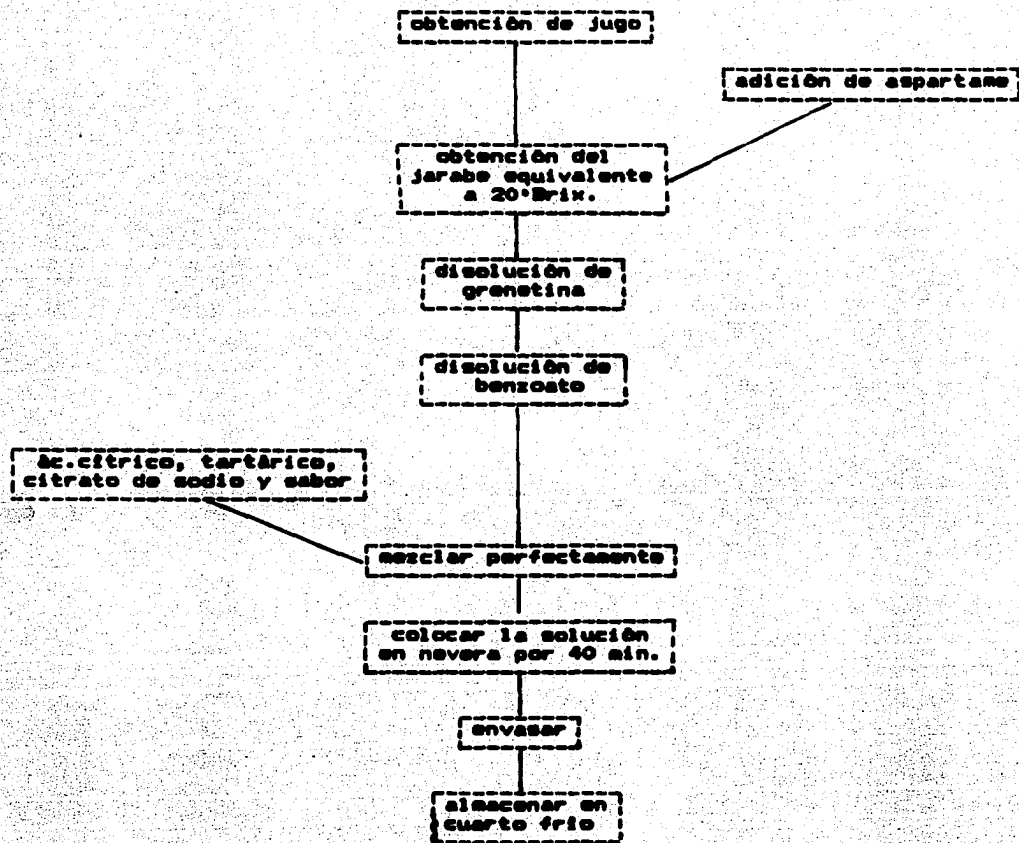 obtención de jugo
adición de aspartame
obtención del
jarabe equivalente
a 20°Brix.
disolución de
grenetina
disolución de
benzoato
àc.cítrico, tartárico,
citrato de sodio y sabor
mezclar perfectamente
colocar la solución
en nevera por 40 min.
envasar
almacenar en
cuarto frío